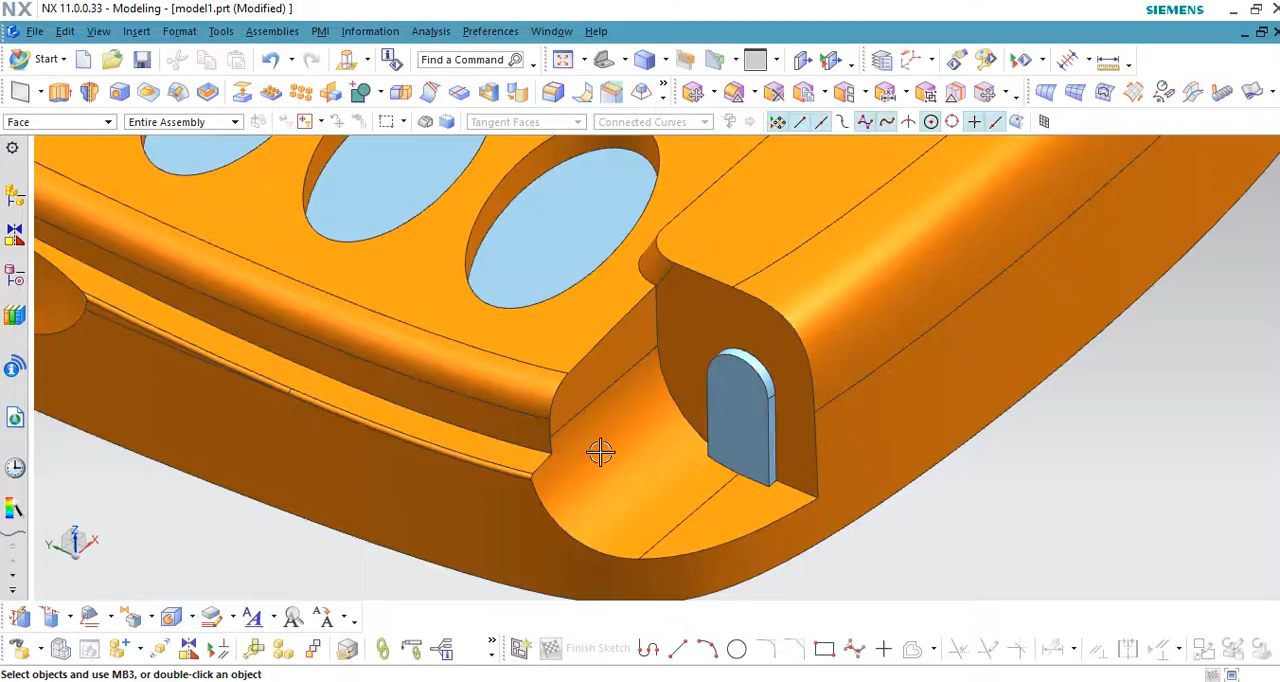 NX NX 11.0.0.33 - Modeling - [model1.prt (Modified) ] SIEMENS
File Edit View Insert Format Tools Assemblies PMI Information Analysis Preferences Window Help
Start Find a Command
Face Entire Assembly Tangent Faces Connected Curves
Z
Y X
A A
Finish Sketch
Select objects and use MB3, or double-click an object